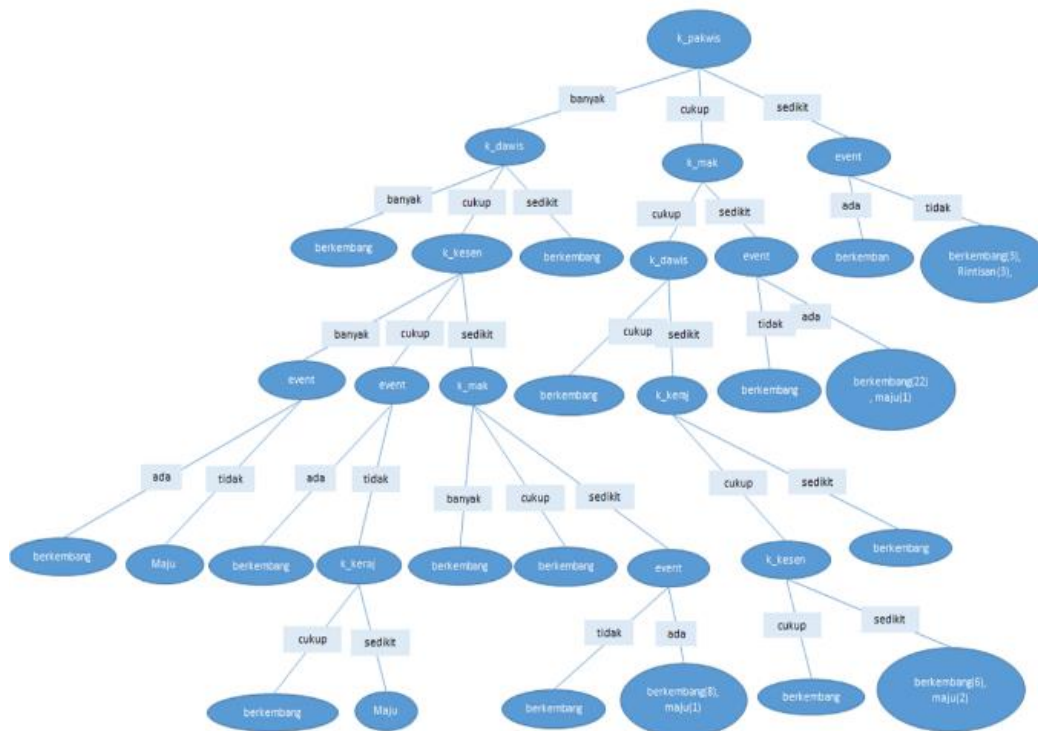 k_pakwis
banyak
cukup
sedikit
k_dawis
k_mak
event
banyak
cukup
sedikit
cukup
sedikit
ada
tidak
berkembang
k_kesen
berkembang
k_dawis
event
berkemban
berkembang(3),
Rintisan(3),
banyak
cukup
sedikit
cukup
sedikit
tidak
ada
event
event
k_mak
berkembang
k_keraj
berkembang
berkembang(22)
, maju(1)
ada
tidak
ada
tidak
banyak
cukup
sedikit
cukup
sedikit
berkembang
Maju
berkembang
k_keraj
berkembang
berkembang
event
k_kesen
berkembang
cukup
sedikit
tidak
ada
cukup
sedikit
berkembang
Maju
berkembang
berkembang(8),
maju(1)
berkembang
berkembang(6),
maju(2)